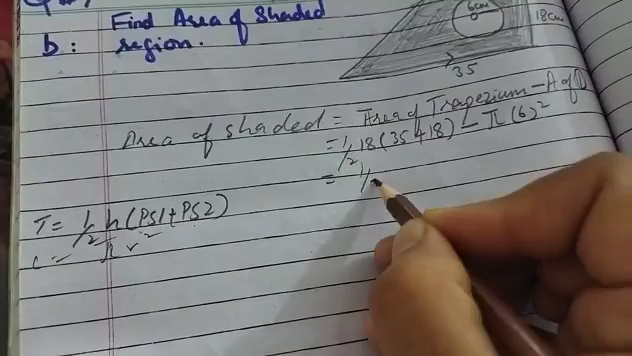 Find Area of Shaded
b: region.
6cm
18cm
35
Area of shaded = Area of Trapezium - A of
= 1/2 18(35+18) - π(6)²
= 1/
T = 1/2 h(PS1+PS2)
πr²